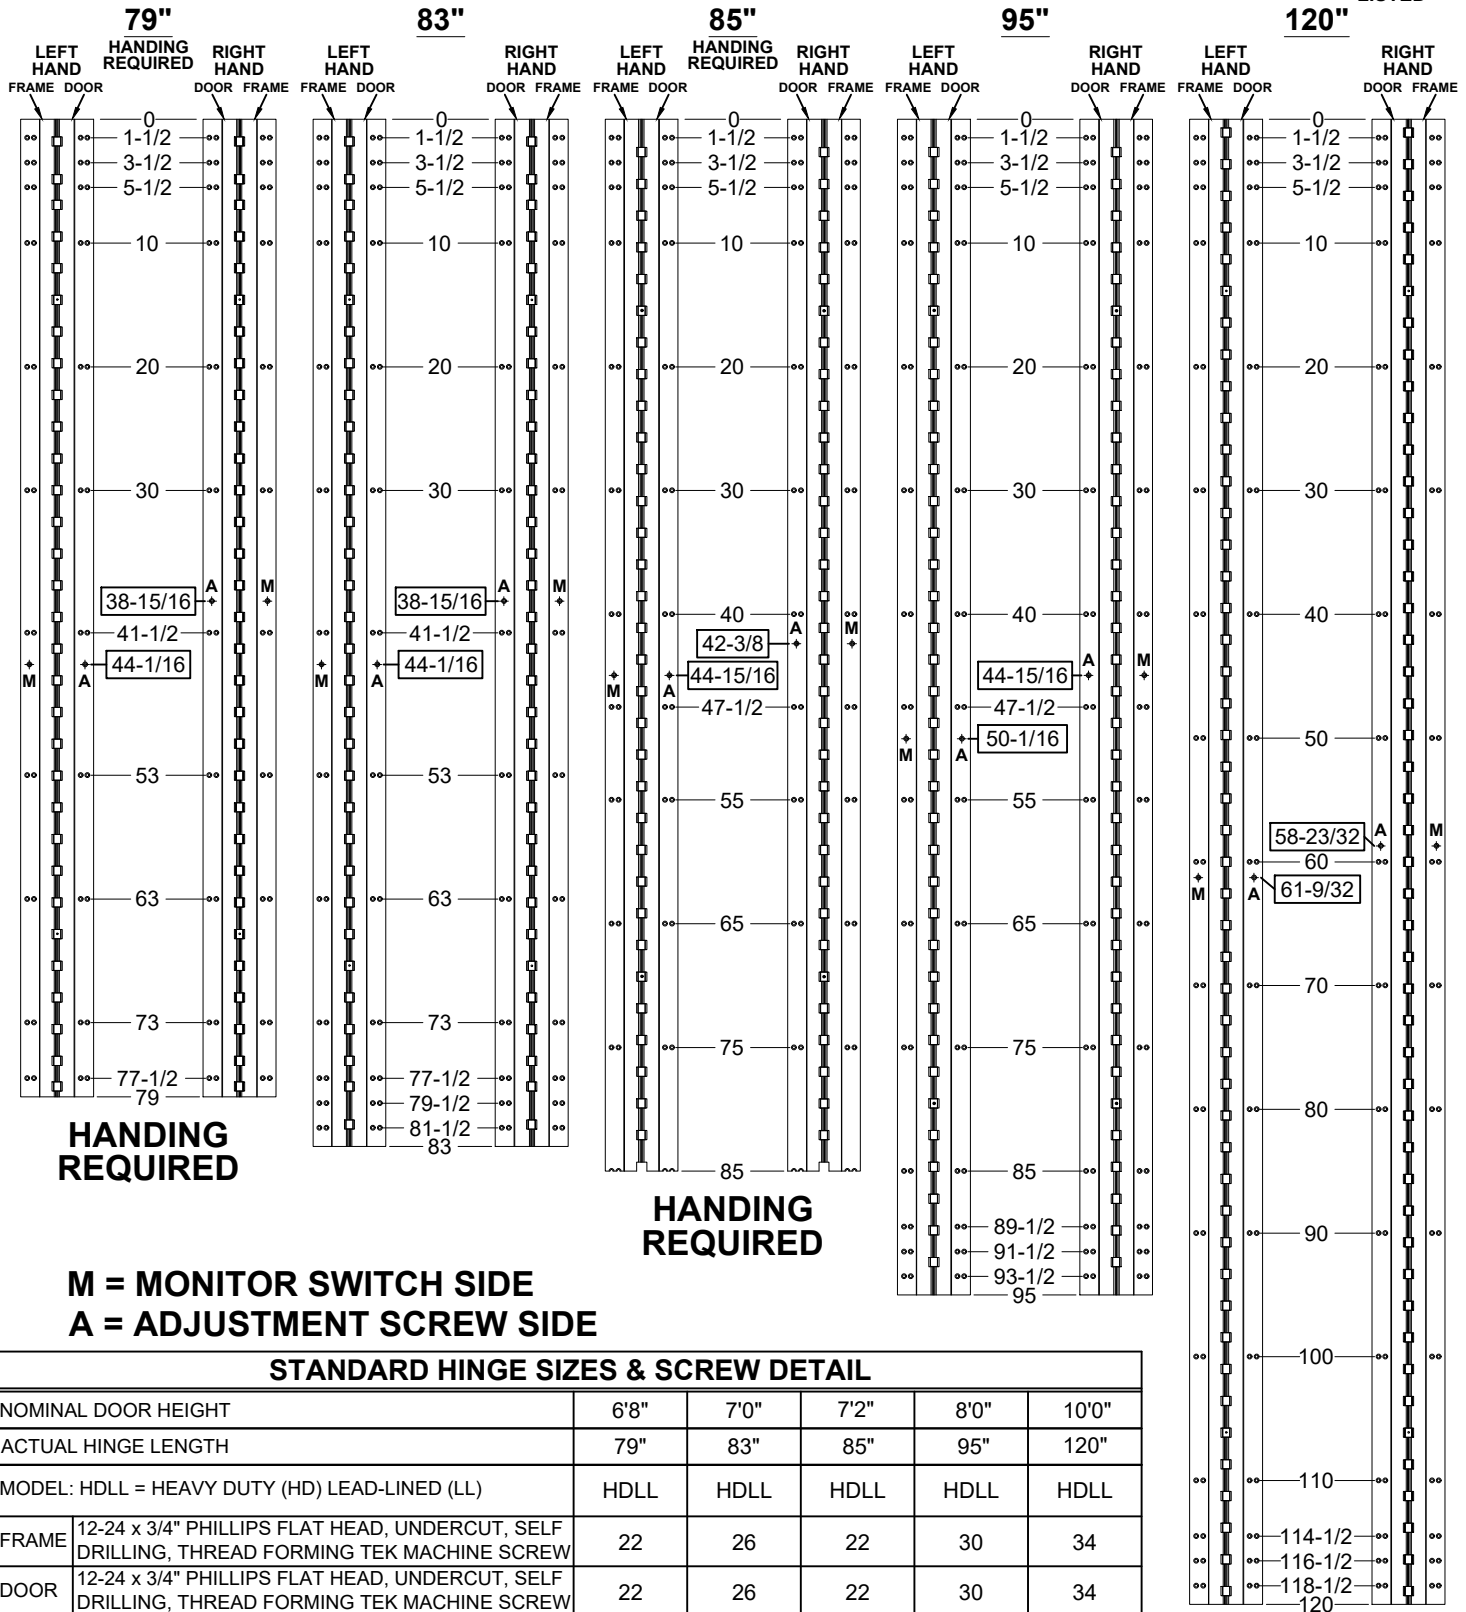 79"
HANDING
REQUIRED
LEFT
HAND
FRAME DOOR
RIGHT
HAND
DOOR FRAME
0
1-1/2
3-1/2
5-1/2
10
20
30
38-15/16
A
M
41-1/2
44-1/16
M
A
53
63
73
77-1/2
79
HANDING
REQUIRED
83"
LEFT
HAND
FRAME DOOR
RIGHT
HAND
DOOR FRAME
0
1-1/2
3-1/2
5-1/2
10
20
30
38-15/16
A
M
41-1/2
44-1/16
M
A
53
63
73
77-1/2
79-1/2
81-1/2
83
85"
HANDING
REQUIRED
LEFT
HAND
FRAME DOOR
RIGHT
HAND
DOOR FRAME
0
1-1/2
3-1/2
5-1/2
10
20
30
40
A
M
42-3/8
44-15/16
M
A
47-1/2
55
65
75
85
HANDING
REQUIRED
95"
LEFT
HAND
FRAME DOOR
RIGHT
HAND
DOOR FRAME
0
1-1/2
3-1/2
5-1/2
10
20
30
40
A
M
44-15/16
47-1/2
50-1/16
M
A
55
65
75
85
89-1/2
91-1/2
93-1/2
95
120"
LEFT
HAND
FRAME DOOR
RIGHT
HAND
DOOR FRAME
0
1-1/2
3-1/2
5-1/2
10
20
30
40
50
58-23/32
A
M
60
61-9/32
M
A
70
80
90
100
110
114-1/2
116-1/2
118-1/2
120
M = MONITOR SWITCH SIDE
A = ADJUSTMENT SCREW SIDE
STANDARD HINGE SIZES & SCREW DETAIL
NOMINAL DOOR HEIGHT 6'8" 7'0" 7'2" 8'0" 10'0"
ACTUAL HINGE LENGTH 79" 83" 85" 95" 120"
MODEL: HDLL = HEAVY DUTY (HD) LEAD-LINED (LL) HDLL HDLL HDLL HDLL HDLL
FRAME 12-24 x 3/4" PHILLIPS FLAT HEAD, UNDERCUT, SELF
DRILLING, THREAD FORMING TEK MACHINE SCREW 22 26 22 30 34
DOOR 12-24 x 3/4" PHILLIPS FLAT HEAD, UNDERCUT, SELF
DRILLING, THREAD FORMING TEK MACHINE SCREW 22 26 22 30 34